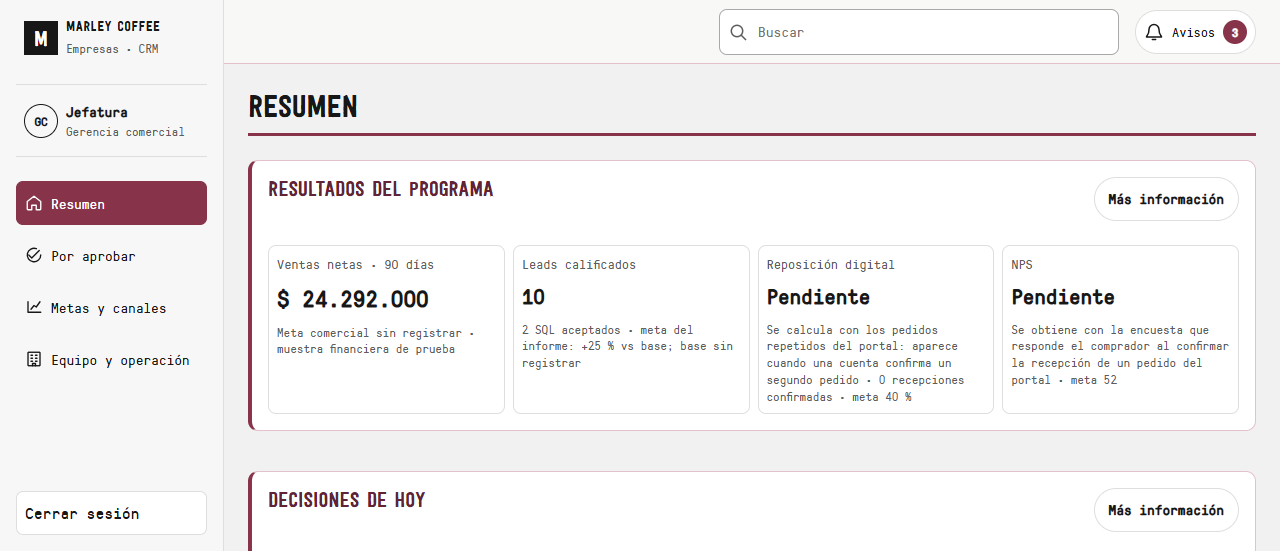 M
MARLEY COFFEE
Empresas • CRM
GC
Jefatura
Gerencia comercial
Resumen
Por aprobar
Metas y canales
Equipo y operación
Cerrar sesión
Buscar
Avisos
3
RESUMEN
RESULTADOS DEL PROGRAMA
Más información
Ventas netas • 90 días
$ 24.292.000
Meta comercial sin registrar •
muestra financiera de prueba
Leads calificados
10
2 SQL aceptados • meta del
informe: +25 % vs base; base sin
registrar
Reposición digital
Pendiente
Se calcula con los pedidos
repetidos del portal: aparece
cuando una cuenta confirma un
segundo pedido • 0 recepciones
confirmadas • meta 40 %
NPS
Pendiente
Se obtiene con la encuesta que
responde el comprador al confirmar
la recepción de un pedido del
portal • meta 52
DECISIONES DE HOY
Más información